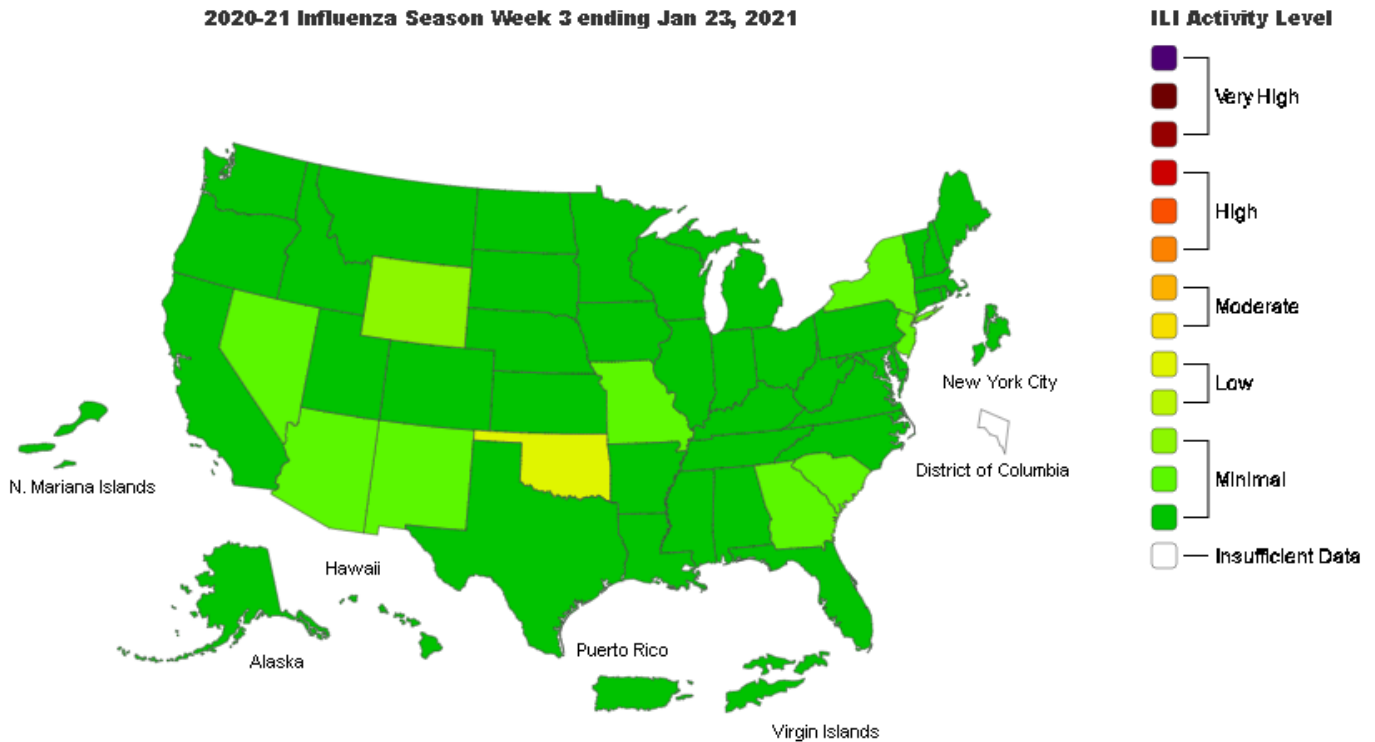 2020-21 Influenza Season Week 3 ending Jan 23, 2021
ILI Activity Level
Very High
High
Moderate
Low
Minimal
Insufficient Data
New York City
District of Columbia
N. Mariana Islands
Hawaii
Alaska
Puerto Rico
Virgin Islands